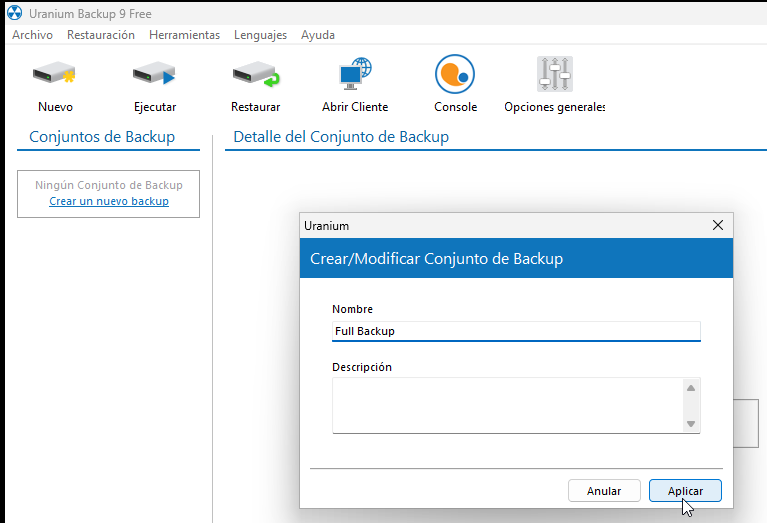 Uranium Backup 9 Free
Archivo Restauración Herramientas Lenguajes Ayuda
Nuevo Ejecutar Restaurar Abrir Cliente Console Opciones generales
Conjuntos de Backup Detalle del Conjunto de Backup
Ningún Conjunto de Backup
Crear un nuevo backup
Uranium
Crear/Modificar Conjunto de Backup
Nombre
Full Backup
Descripción
Anular Aplicar